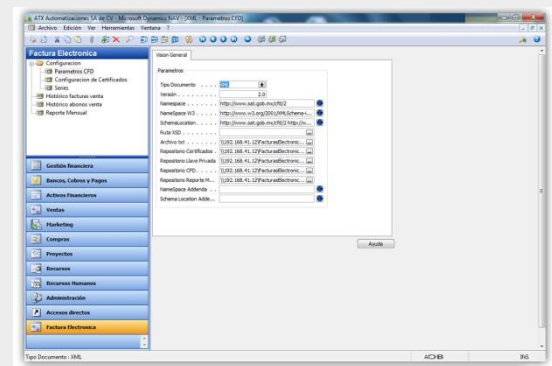 ATX Automatizaciones SA de CV - Microsoft Dynamics NAV - [XML - Parametros CFD]
Archivo Edición Ver Herramientas Ventana ?
Factura Electronica
Configuracion
Parametros CFD
Configuracion de Certificados
Series
Histórico facturas venta
Histórico abonos venta
Reporte Mensual
Gestión financiera
Bancos, Cobros y Pagos
Activos Financieros
Ventas
Marketing
Compras
Proyectos
Recursos
Recursos Humanos
Administración
Accesos directos
Factura Electronica
Vision General
Parametros
Tipo Documento . . . . XML
Versión . . . . . . . . . 2.0
Namespace . . . . . . . http://www.sat.gob.mx/cfd/2
NameSpace W3 . . . . . http://www.w3.org/2001/XMLSchema-i...
SchemaLocation . . . . . http://www.sat.gob.mx/cfd/2 http://w...
Ruta XSD . . . . . . . .
Archivo txt . . . . . . . \\192.168.41.12\FacturasElectronic...
Repositorio Certificados . \\192.168.41.12\FacturasElectronic...
Repositorio Llave Privada \\192.168.41.12\FacturasElectronic...
Repositorio CFD . . . . . \\192.168.41.12\FacturasElectronic...
Repositorio Reporte M... \\192.168.41.12\FacturasElectronic...
NameSpace Addenda . .
Schema Location Adde...
Ayuda
Tipo Documento : XML
INS